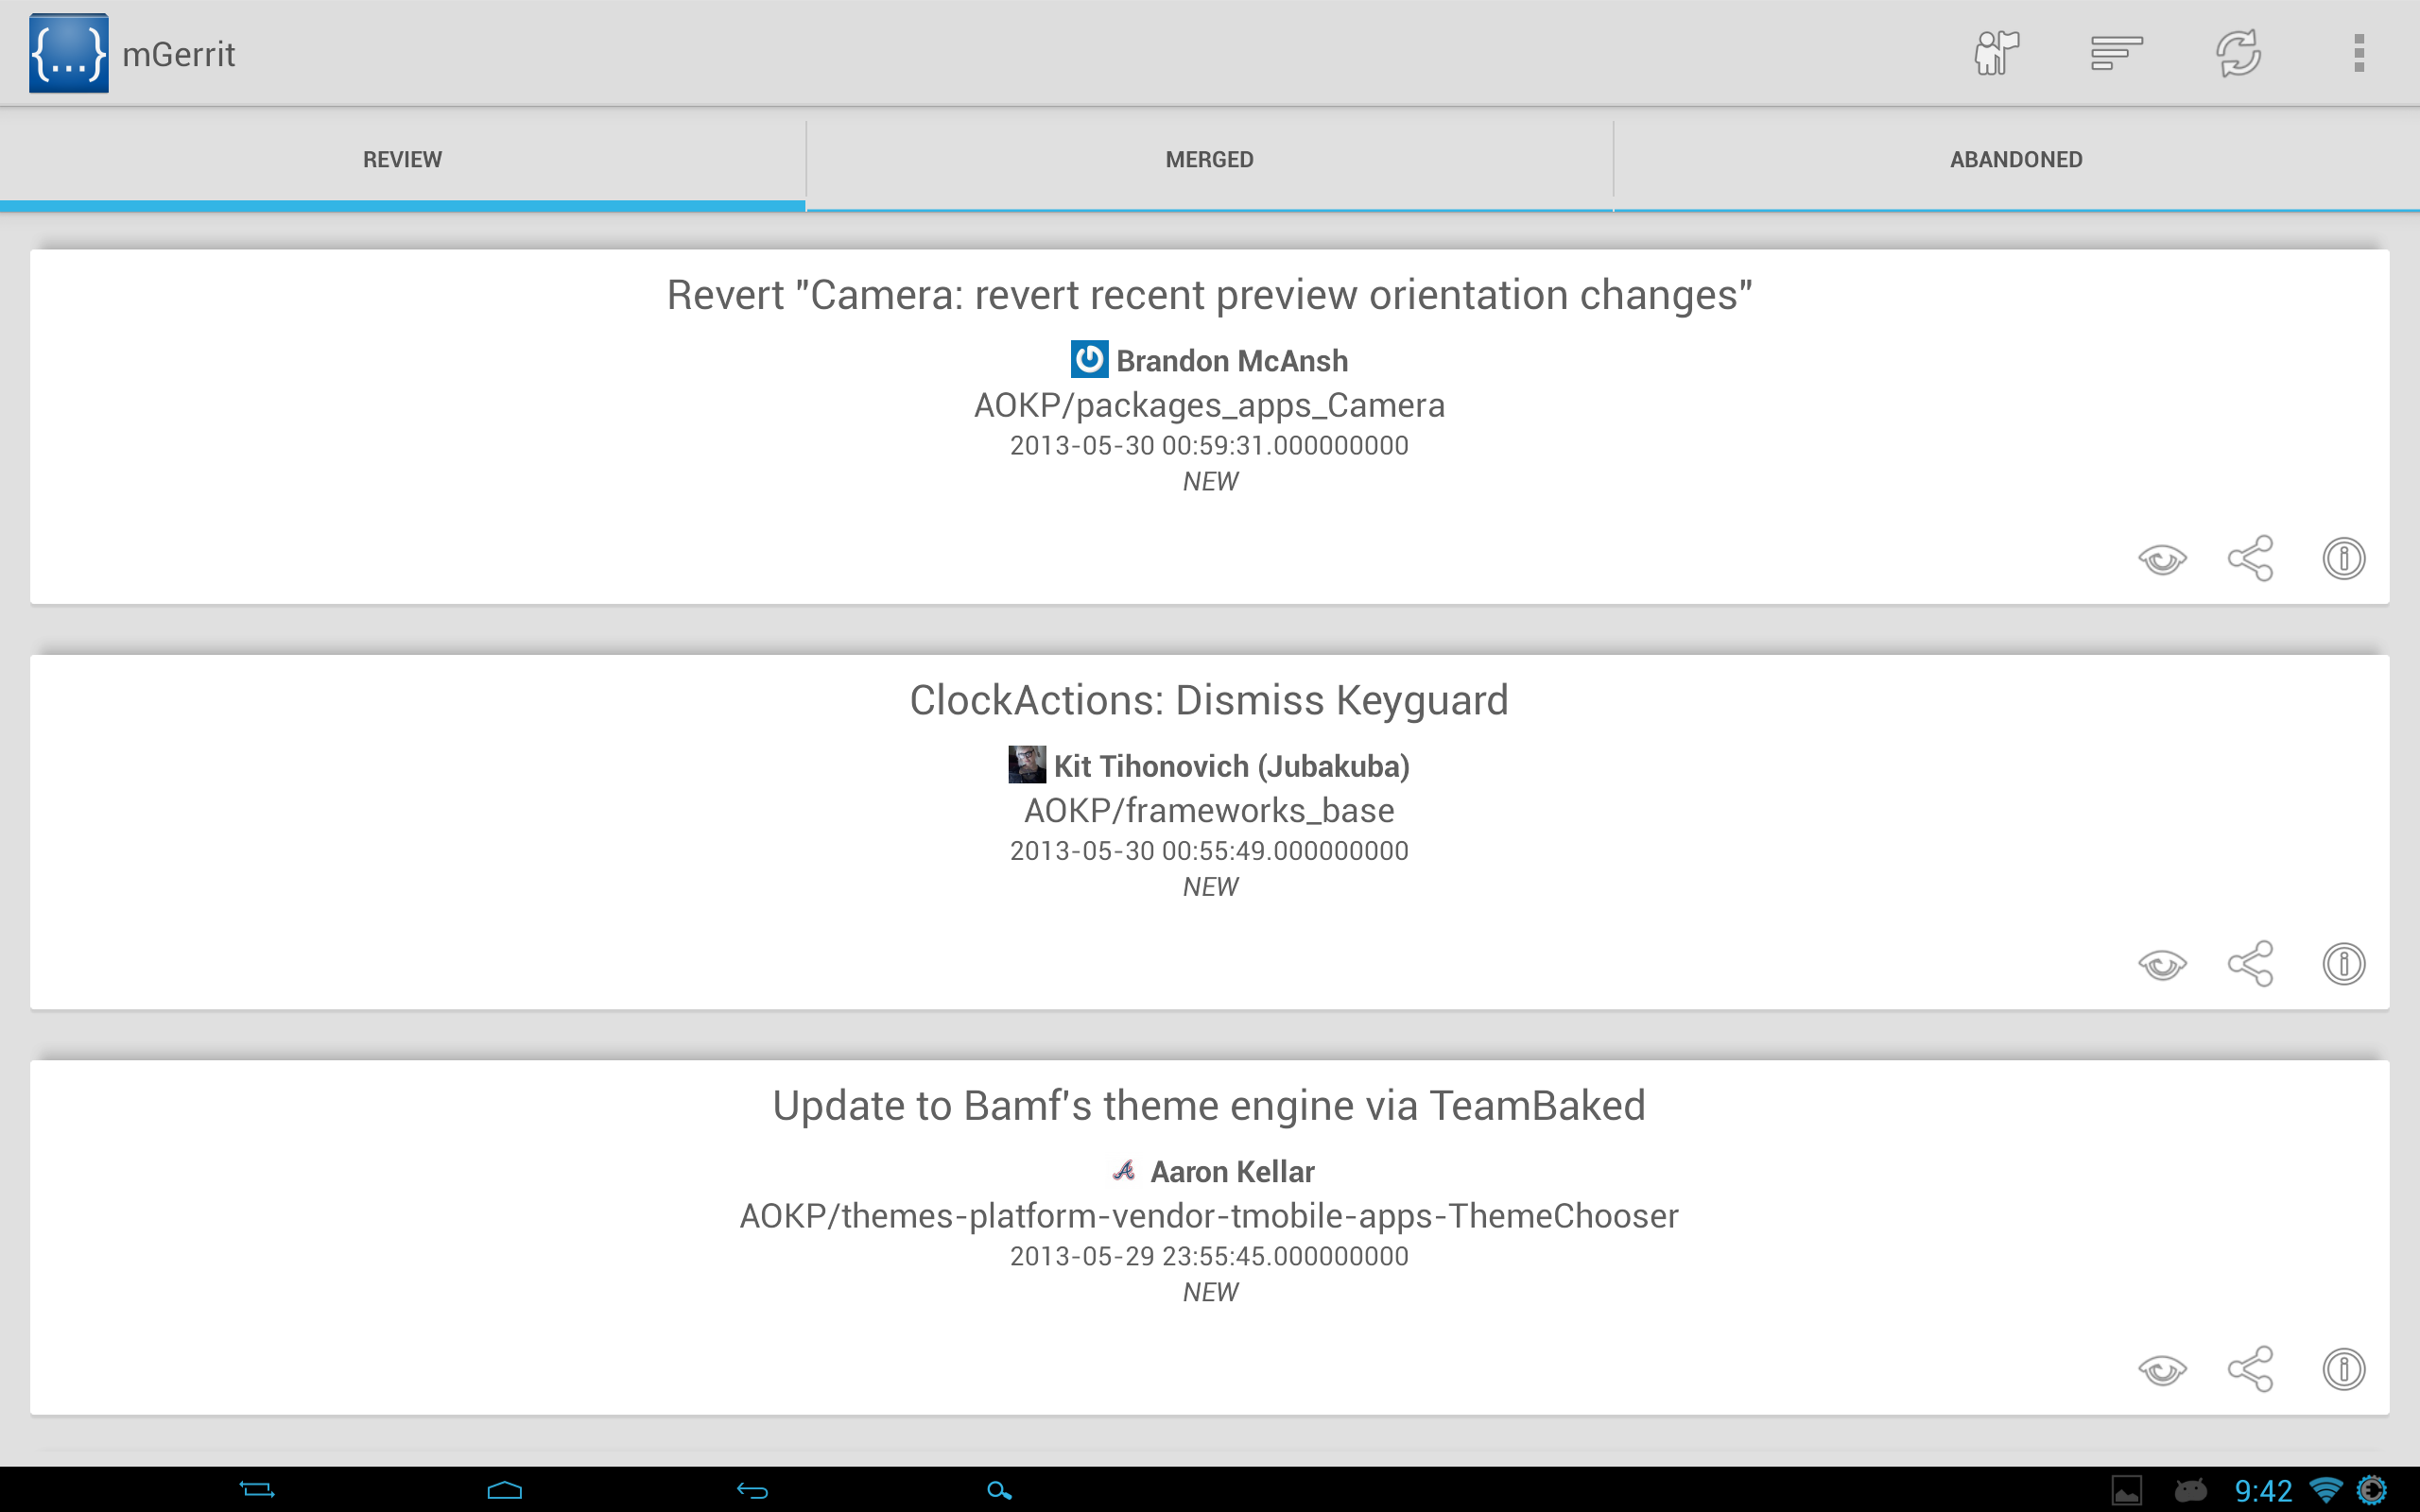 {...} mGerrit
REVIEW MERGED ABANDONED
Revert "Camera: revert recent preview orientation changes"
Brandon McAnsh
AOKP/packages_apps_Camera
2013-05-30 00:59:31.000000000
NEW
ClockActions: Dismiss Keyguard
Kit Tihonovich (Jubakuba)
AOKP/frameworks_base
2013-05-30 00:55:49.000000000
NEW
Update to Bamf's theme engine via TeamBaked
Aaron Kellar
AOKP/themes-platform-vendor-tmobile-apps-ThemeChooser
2013-05-29 23:55:45.000000000
NEW
9:42